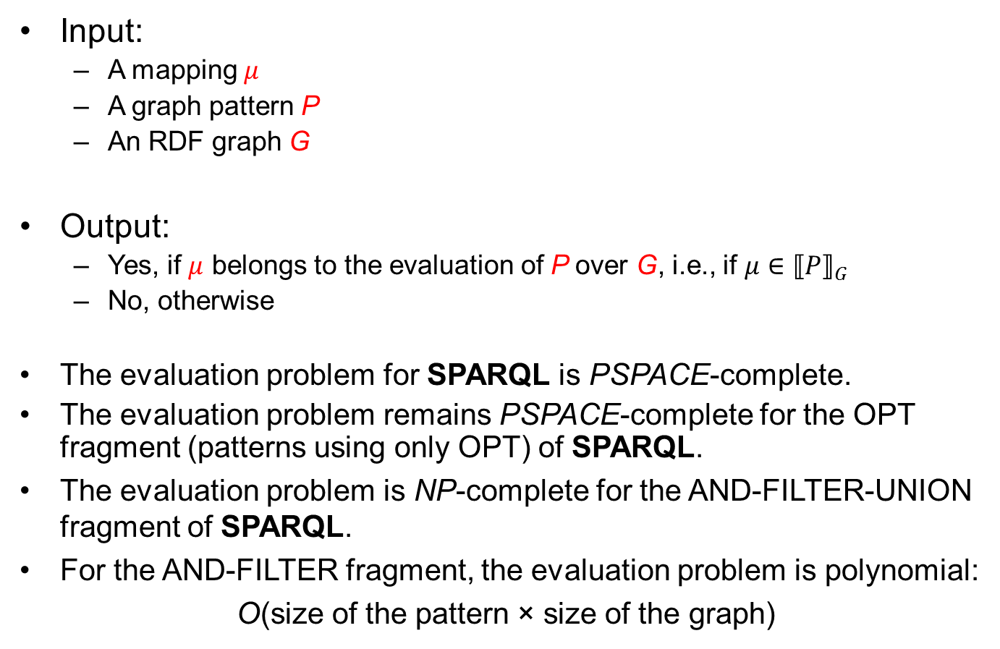 • Input:
– A mapping μ
– A graph pattern P
– An RDF graph G
• Output:
– Yes, if μ belongs to the evaluation of P over G, i.e., if μ ∈ ⟦P⟧_G
– No, otherwise
• The evaluation problem for SPARQL is PSPACE-complete.
• The evaluation problem remains PSPACE-complete for the OPT
fragment (patterns using only OPT) of SPARQL.
• The evaluation problem is NP-complete for the AND-FILTER-UNION
fragment of SPARQL.
• For the AND-FILTER fragment, the evaluation problem is polynomial:
O(size of the pattern × size of the graph)